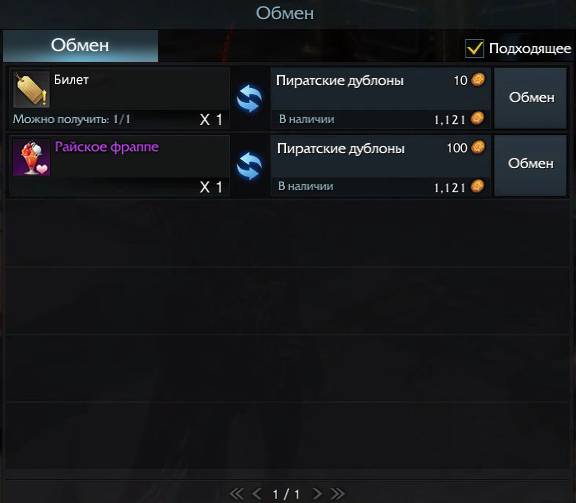 Обмен
Обмен
Подходящее
Билет
Можно получить: 1/1
X 1
Пиратские дублоны 10
В наличии 1,121
Обмен
Райское фраппе
X 1
Пиратские дублоны 100
В наличии 1,121
Обмен
1 / 1